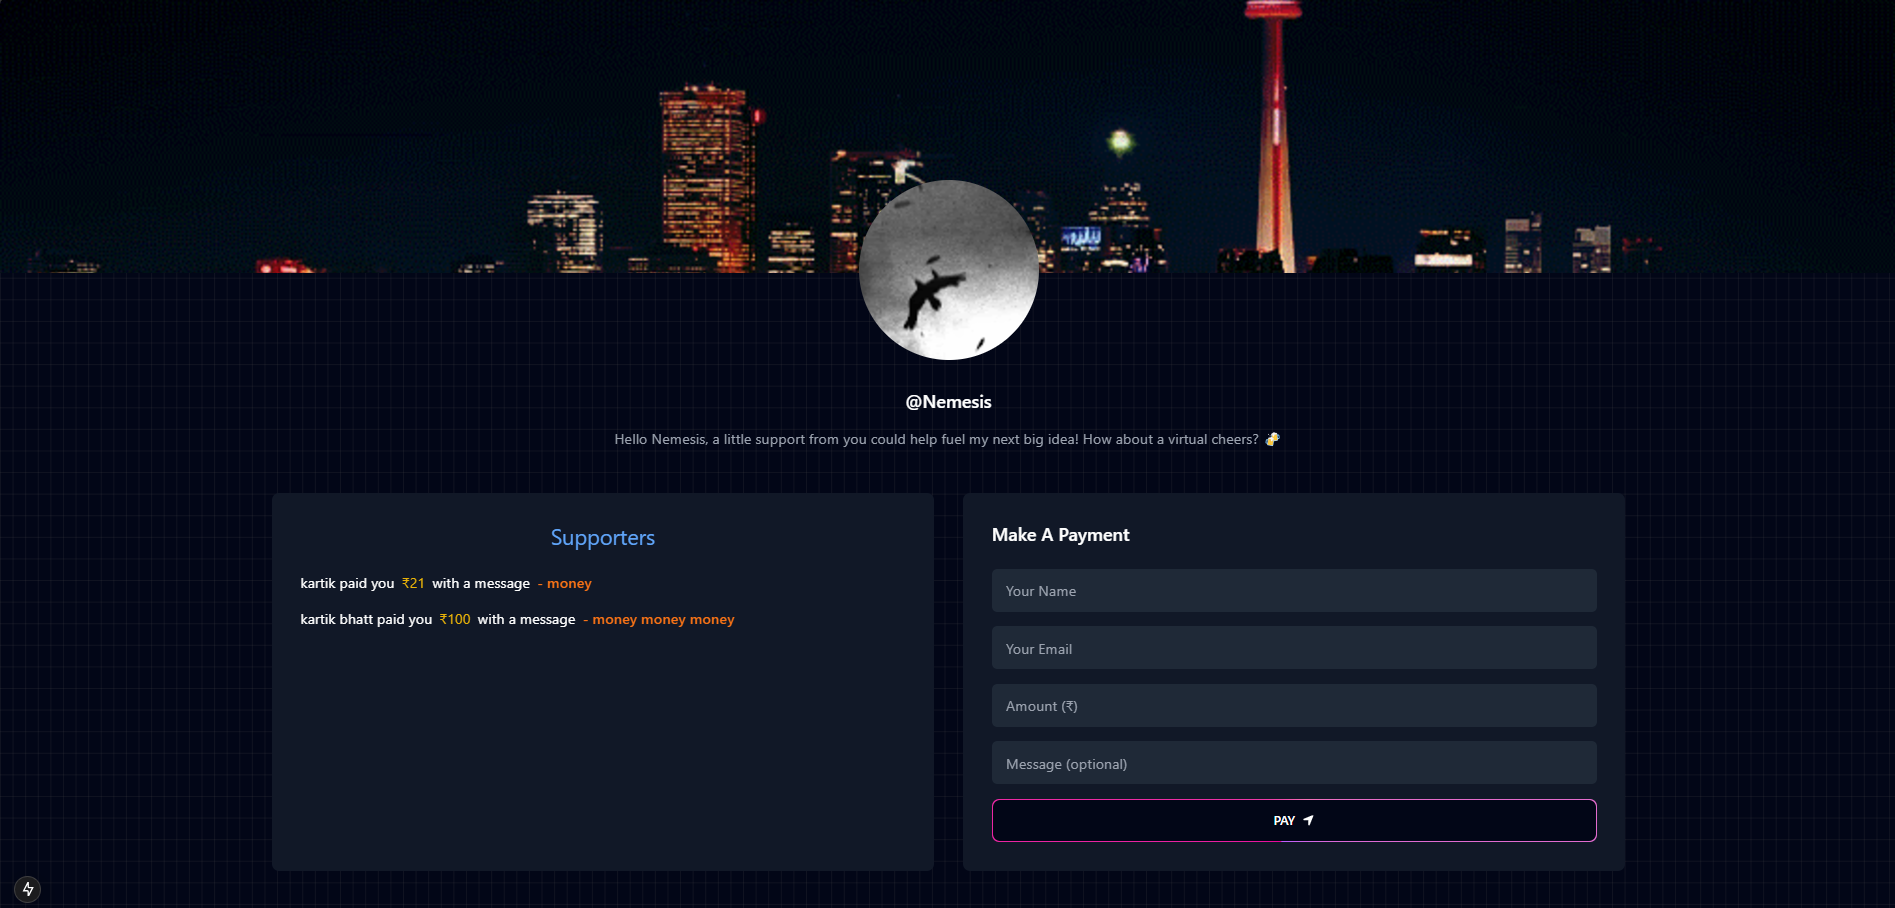 @Nemesis
Hello Nemesis, a little support from you could help fuel my next big idea! How about a virtual cheers? 🍻
Supporters
kartik paid you ₹21 with a message - money
kartik bhatt paid you ₹100 with a message - money money money
Make A Payment
Your Name
Your Email
Amount (₹)
Message (optional)
PAY